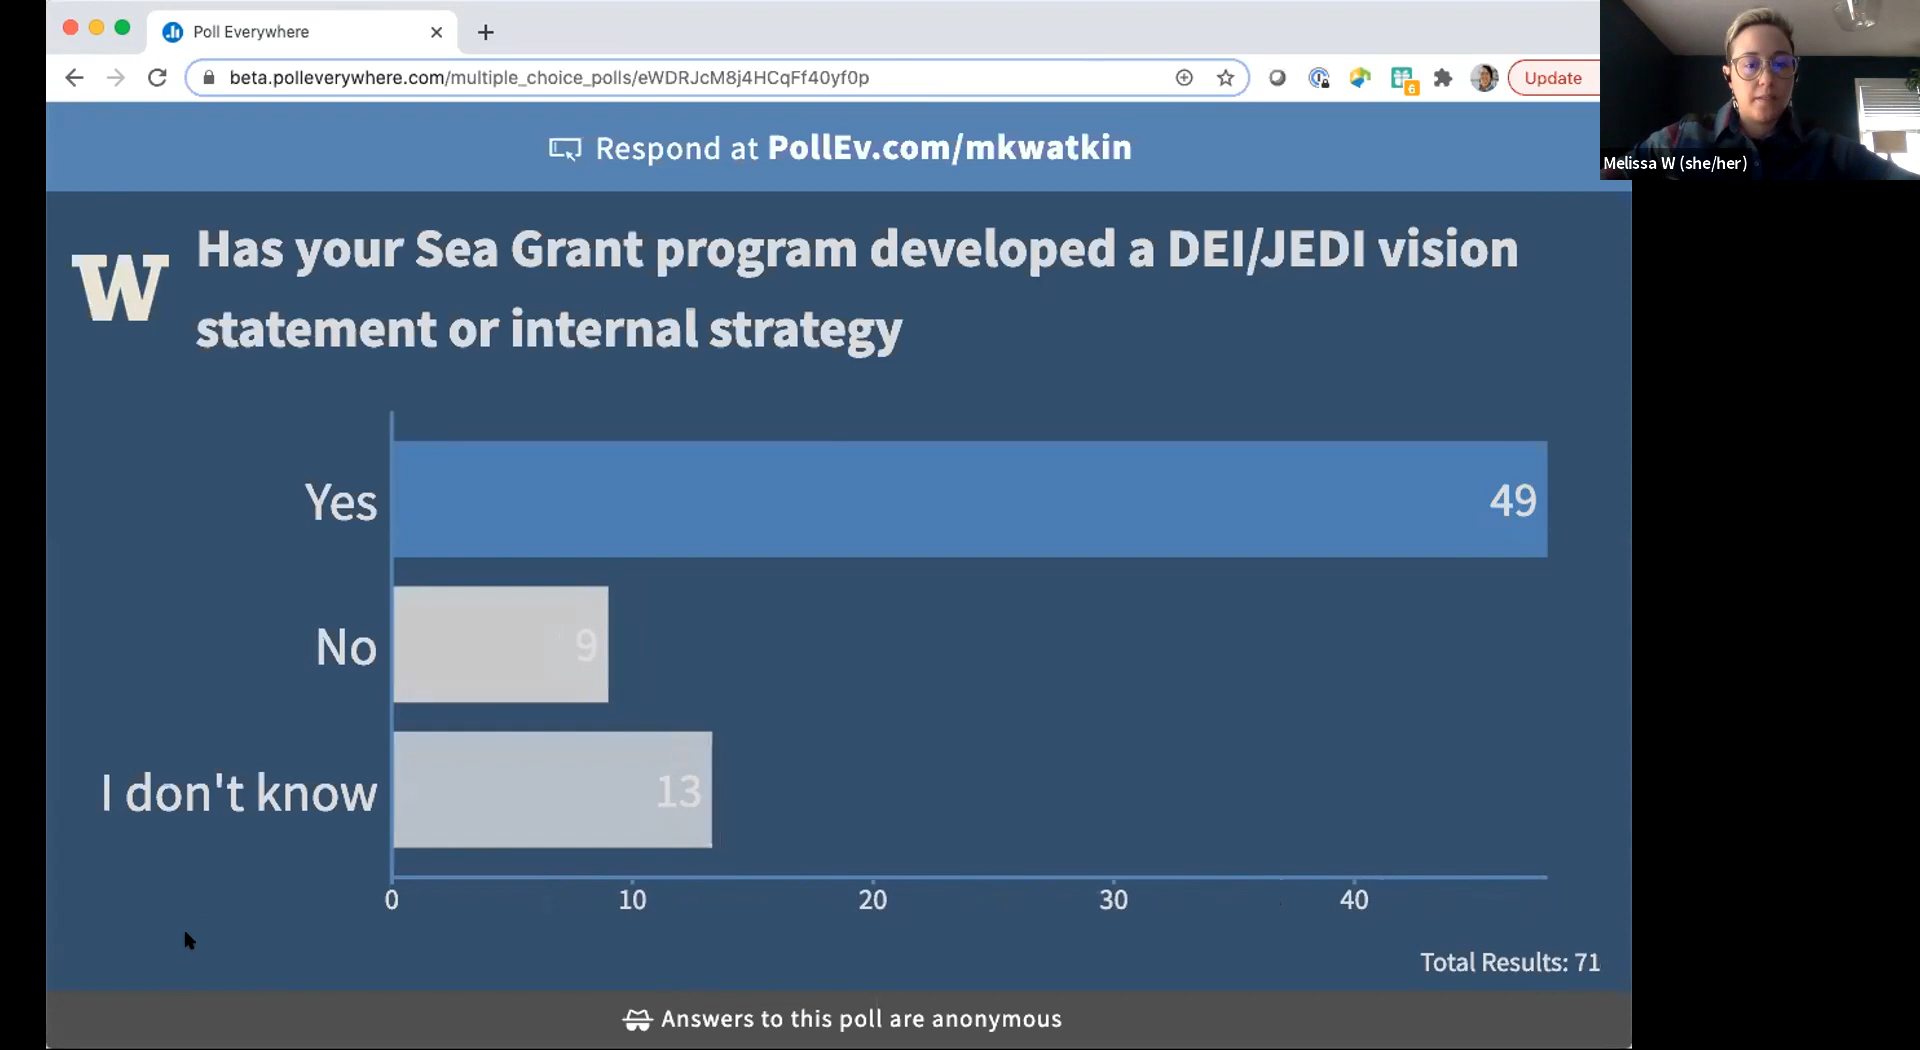 Poll Everywhere
beta.polleverywhere.com/multiple_choice_polls/eWDRJcM8j4HCqFf40yf0p
6
Update
Melissa W (she/her)
Respond at PollEv.com/mkwatkin
W
Has your Sea Grant program developed a DEI/JEDI vision
statement or internal strategy
Yes
49
No
9
I don't know
13
0 10 20 30 40
Total Results: 71
Answers to this poll are anonymous